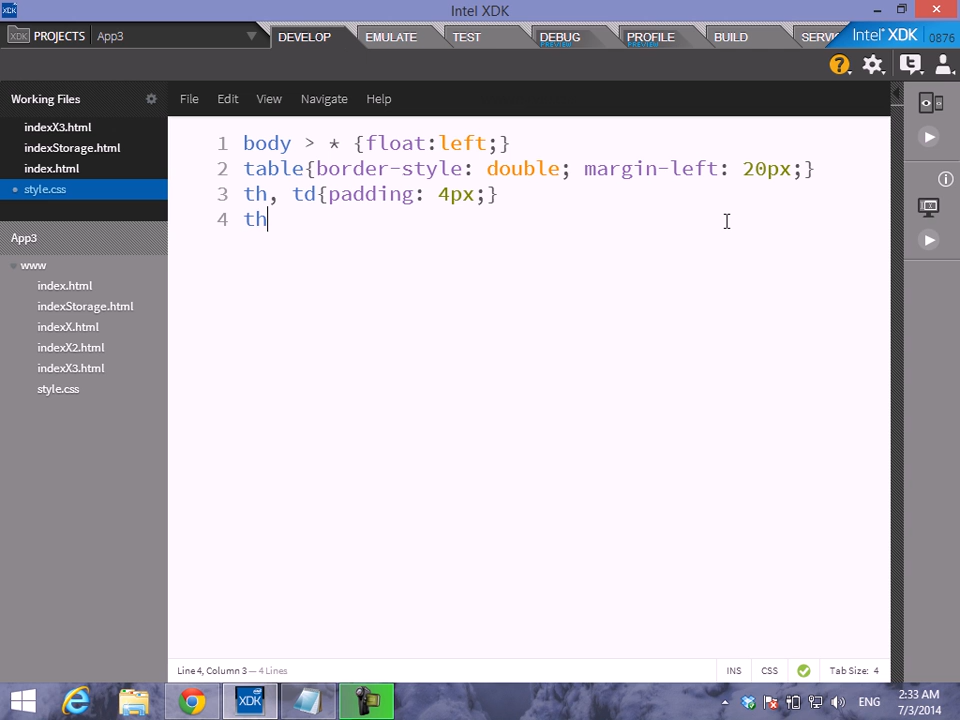 Intel XDK
XDK PROJECTS App3 DEVELOP EMULATE TEST DEBUG PREVIEW PROFILE PREVIEW BUILD Intel XDK 0876
Working Files File Edit View Navigate Help
indexX3.html
indexStorage.html
index.html
style.css
App3
www
index.html
indexStorage.html
indexX.html
indexX2.html
indexX3.html
style.css
1 body > * {float:left;}
2 table{border-style: double; margin-left: 20px;}
3 th, td{padding: 4px;}
4 th
Line 4, Column 3 — 4 Lines INS CSS Tab Size: 4
XDK ENG 2:33 AM
7/3/2014